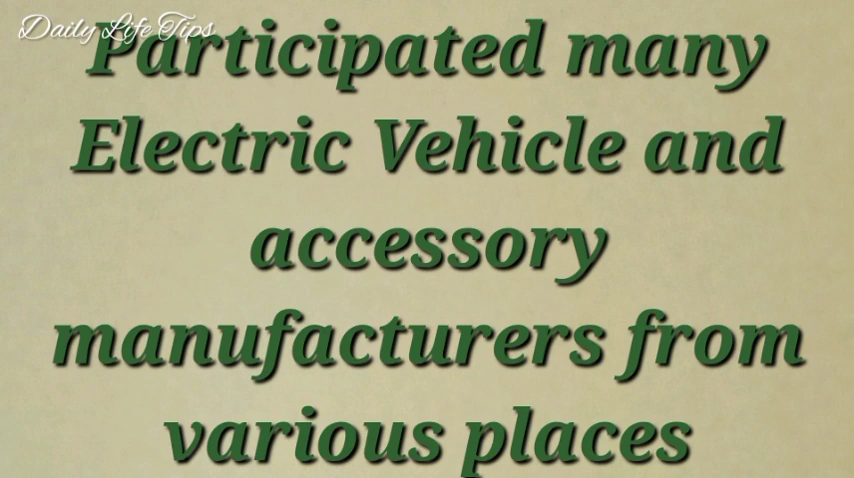 Daily Life Tips
Participated many
Electric Vehicle and
accessory
manufacturers from
various places